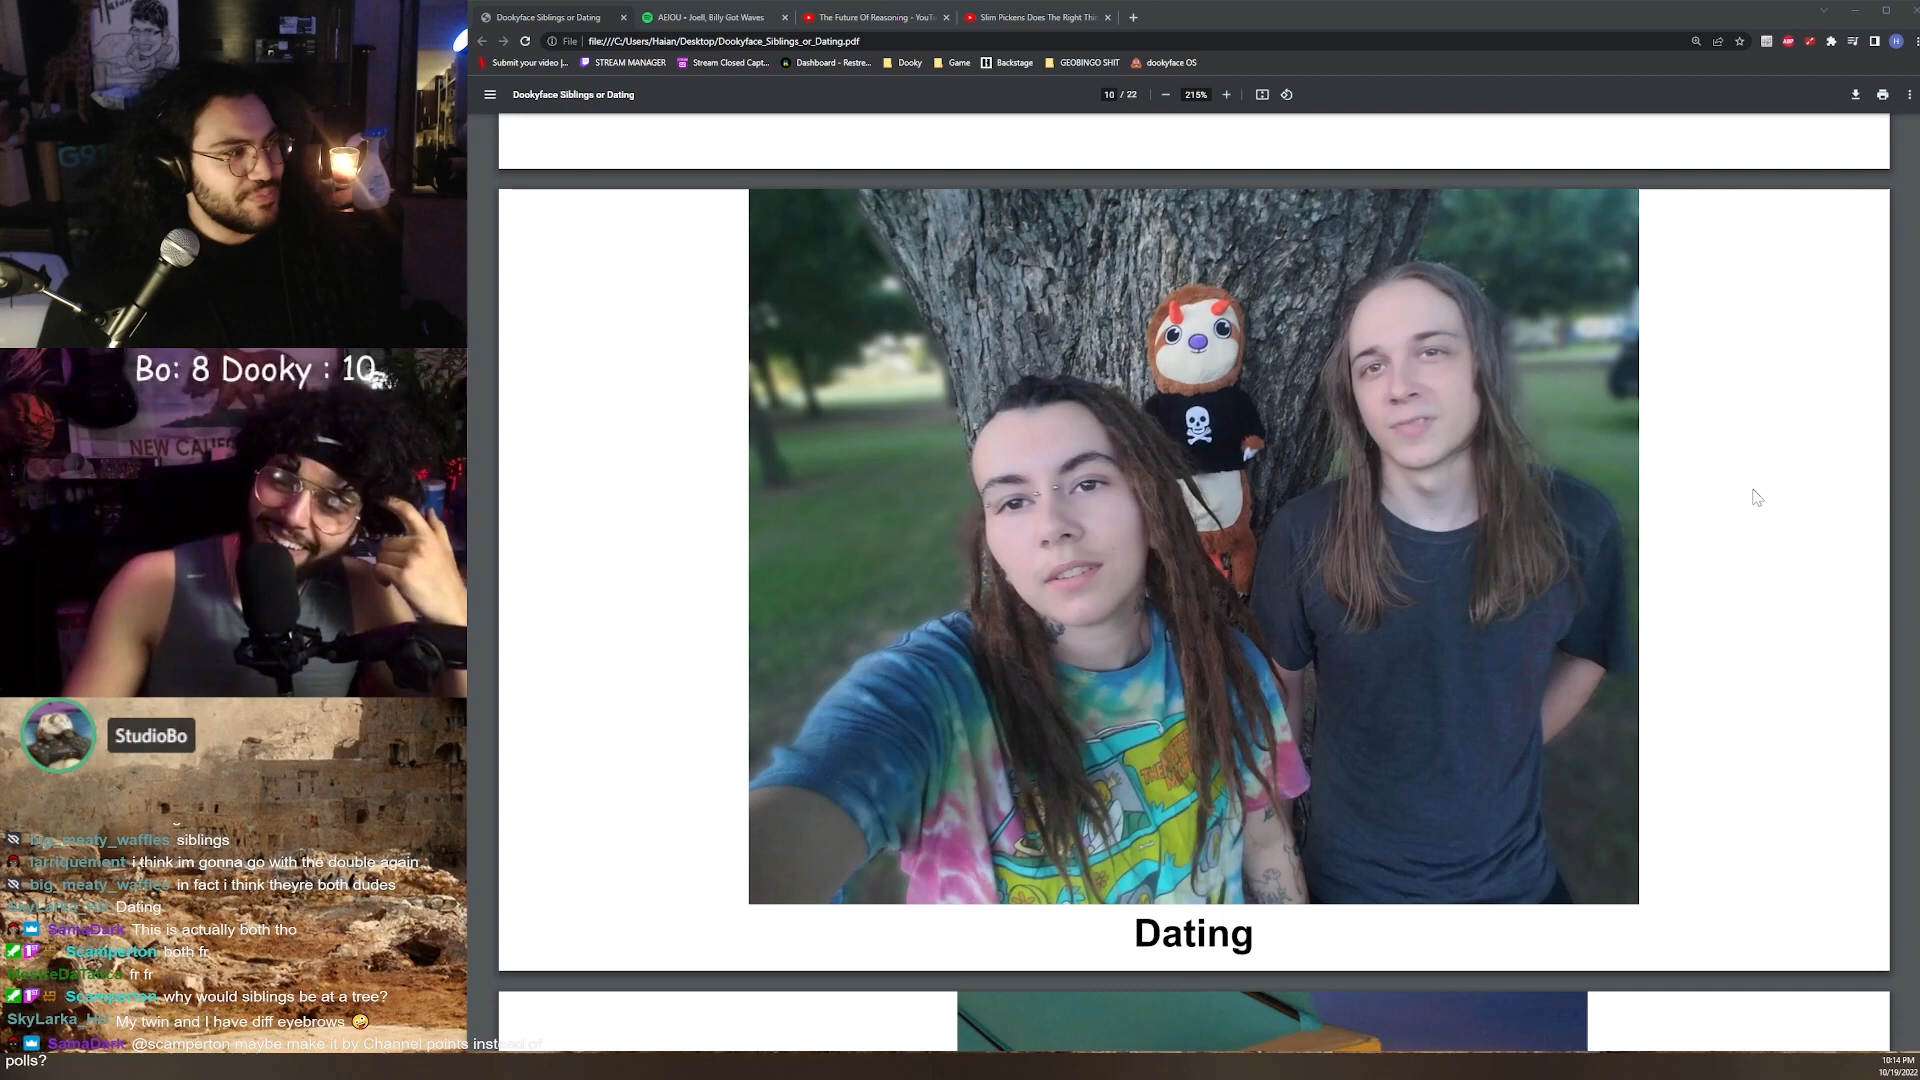 Dookyface Siblings or Dating
AEIOU • Joell, Billy Got Waves
The Future Of Reasoning - YouTu
Slim Pickens Does The Right Thi
File
file:///C:/Users/Haian/Desktop/Dookyface_Siblings_or_Dating.pdf
Submit your video |...
STREAM MANAGER
Stream Closed Capt...
Dashboard - Restre...
Dooky
Game
Backstage
GEOBINGO SHIT
dookyface OS
Dookyface Siblings or Dating
10 / 22
215%
Bo: 8 Dooky : 10
NEW CALIF
Dating
StudioBo
big_meaty_waffles siblings
larriquement i think im gonna go with the double again
big_meaty_waffles in fact i think theyre both dudes
SkyLarka_HU Dating
SamaDark This is actually both tho
Scamperton both fr
fr fr
Scamperton why would siblings be at a tree?
SkyLarka_HU My twin and I have diff eyebrows
SamaDark @scamperton maybe make it by Channel points instead of
polls?
10:14 PM
10/19/2022